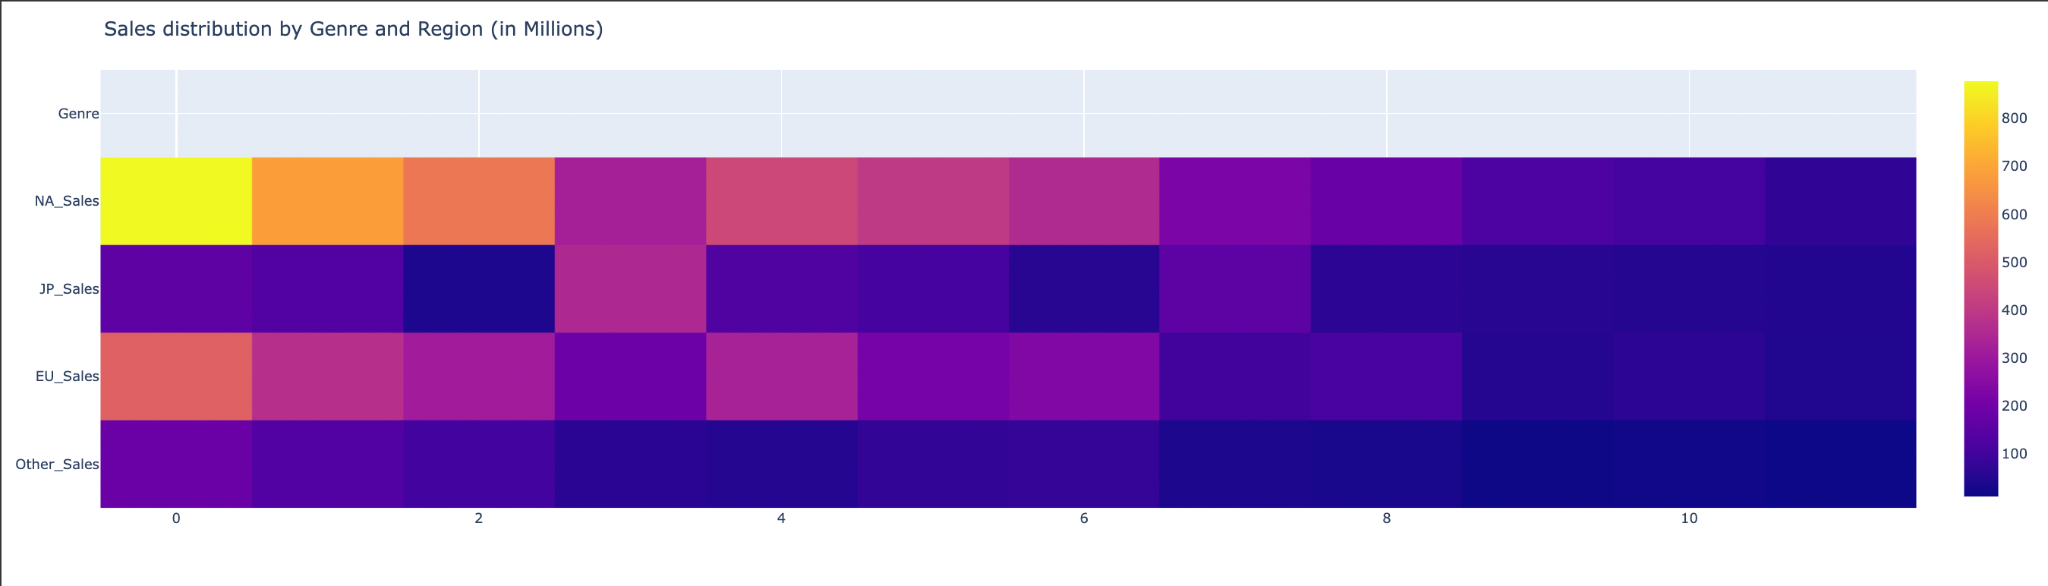 Sales distribution by Genre and Region (in Millions)
Genre
NA_Sales
JP_Sales
EU_Sales
Other_Sales
0 2 4 6 8 10
800
700
600
500
400
300
200
100